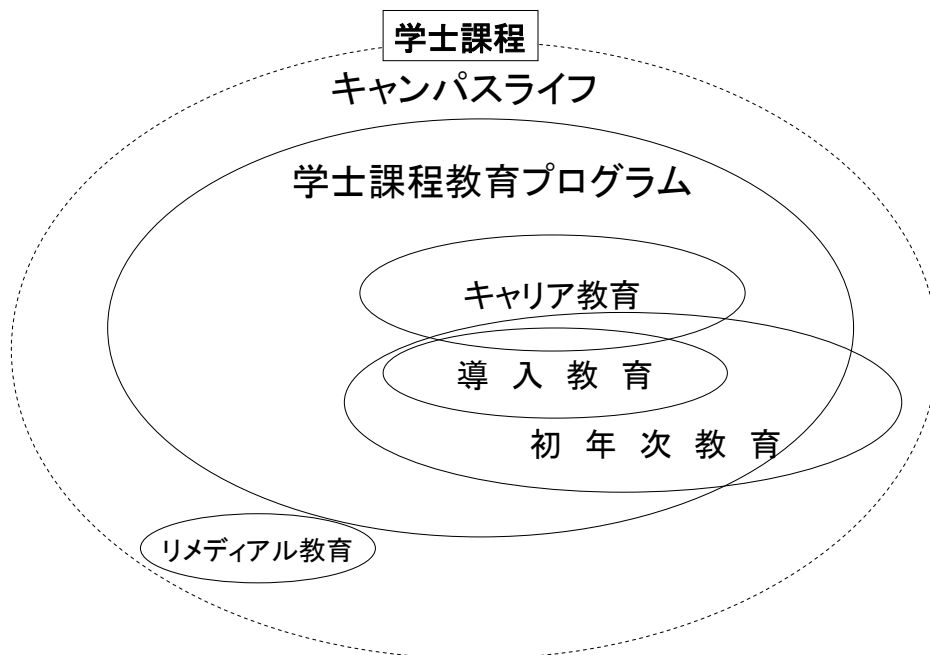 学士課程
キャンパスライフ
学士課程教育プログラム
キャリア教育
導 入 教 育
初 年 次 教 育
リメディアル教育